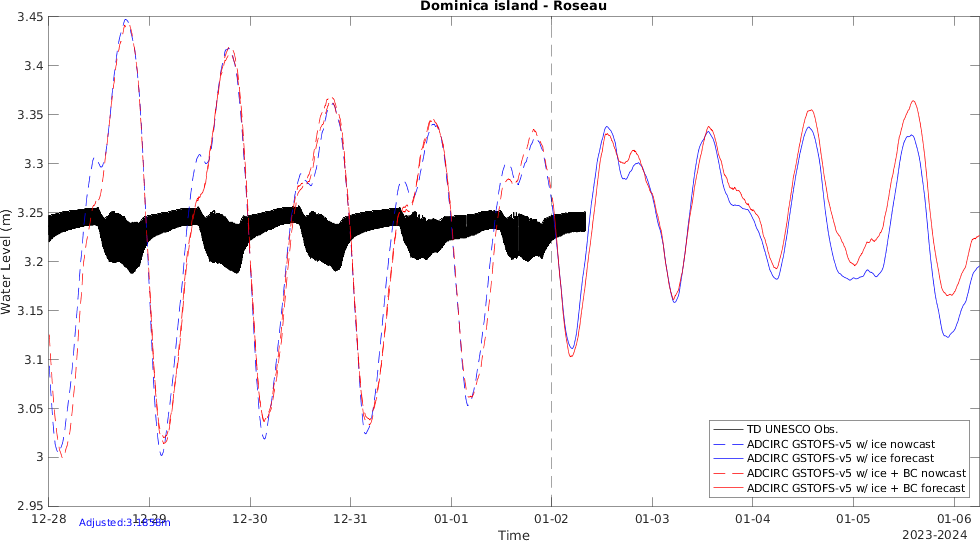 Dominica island - Roseau
3.45
3.4
3.35
3.3
3.25
3.2
3.15
3.1
3.05
3
2.95
Water Level (m)
12-28 12-29 12-30 12-31 01-01 01-02 01-03 01-04 01-05 01-06
Adjusted:3.1838m
Time
2023-2024
TD UNESCO Obs.
ADCIRC GSTOFS-v5 w/ ice nowcast
ADCIRC GSTOFS-v5 w/ ice forecast
ADCIRC GSTOFS-v5 w/ ice + BC nowcast
ADCIRC GSTOFS-v5 w/ ice + BC forecast